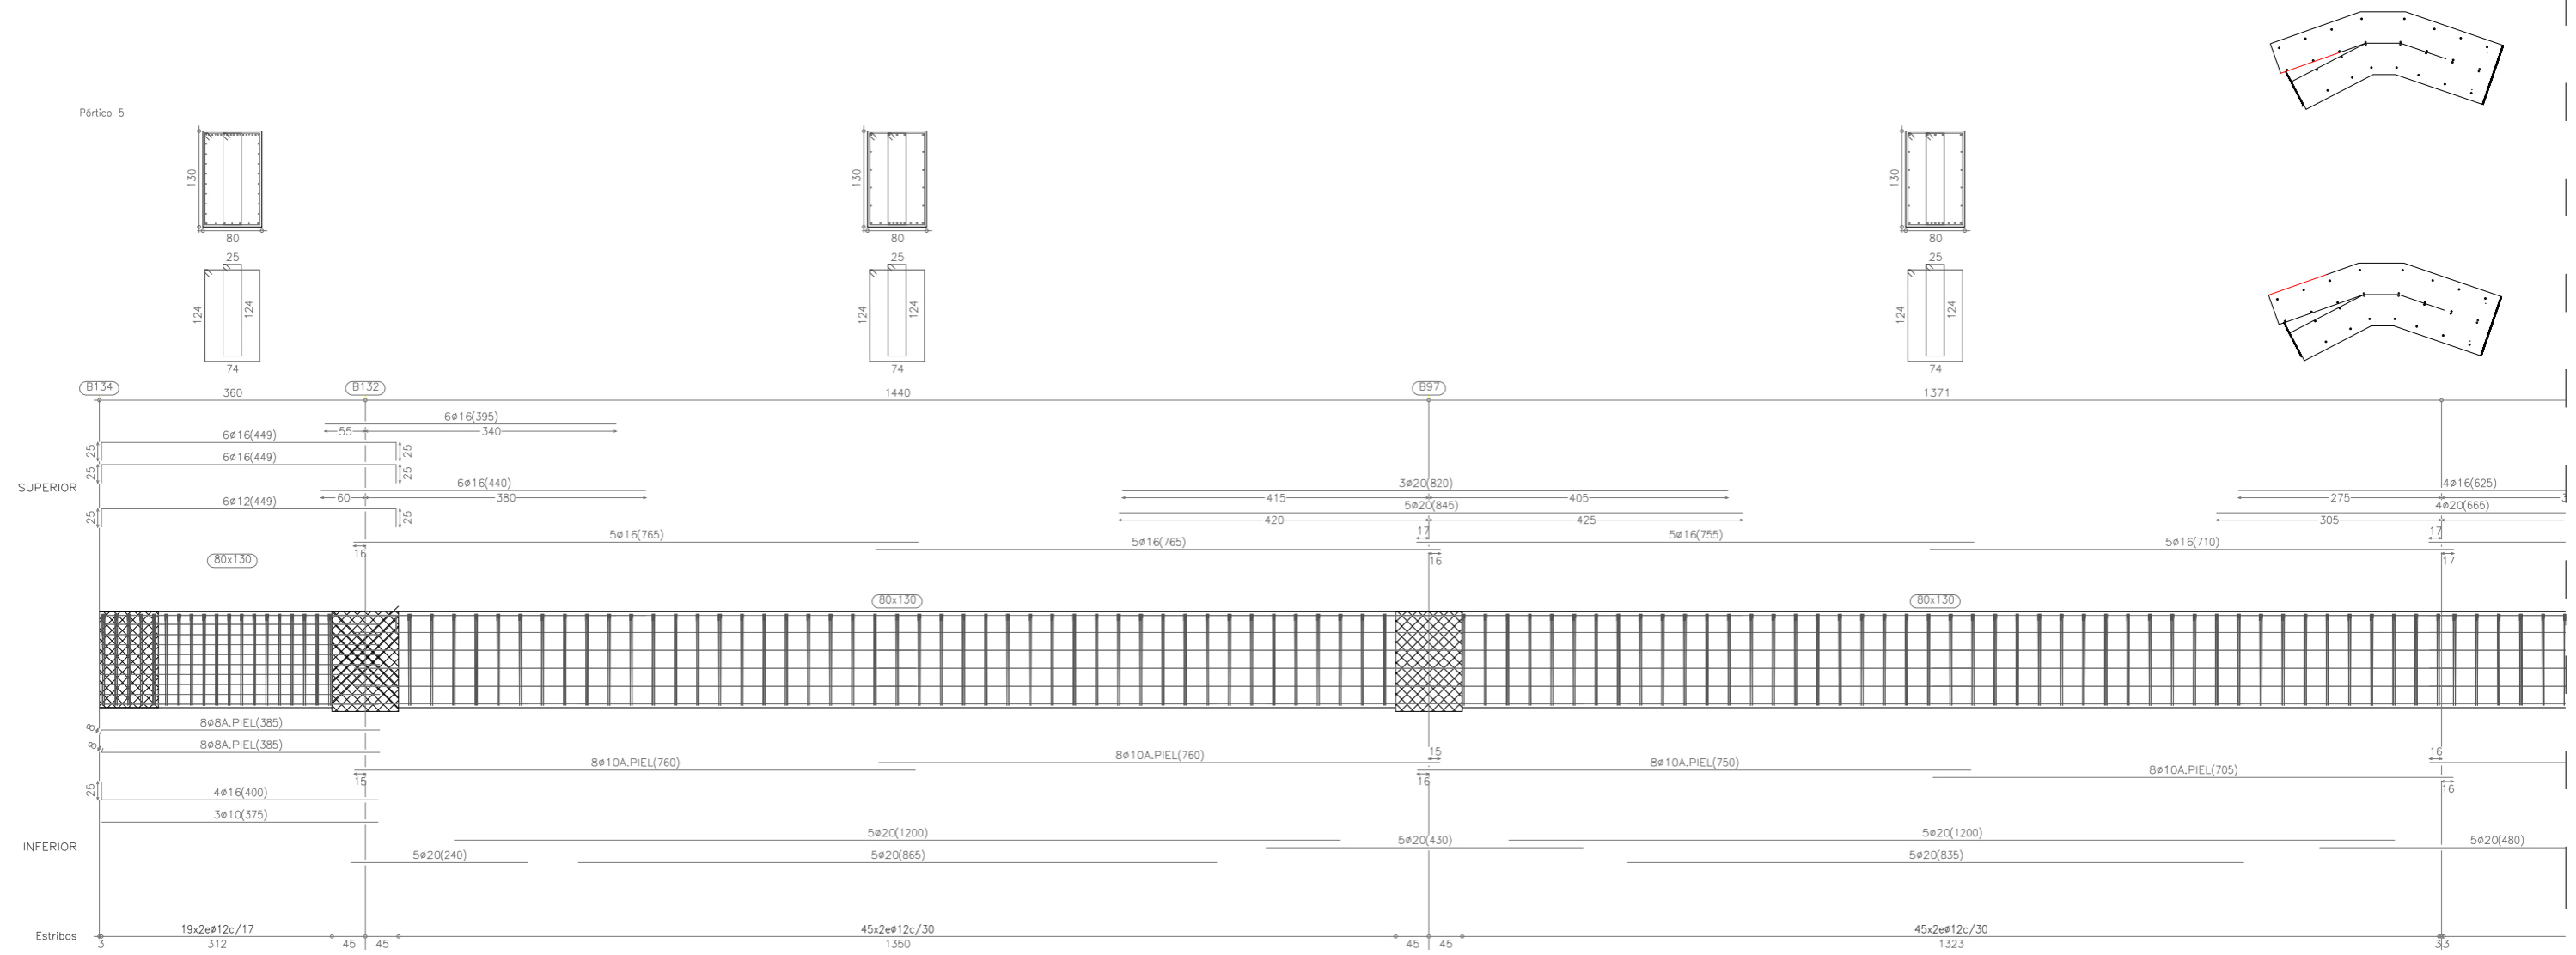 Pórtico 5
130
80
130
80
130
80
25
124
124
74
25
124
124
74
25
124
124
74
B134
B132
B97
360
1440
1371
6ø16(395)
55
340
6ø16(449)
25
25
6ø16(449)
25
25
SUPERIOR
6ø16(440)
60
380
3ø20(820)
415
405
4ø16(625)
275
6ø12(449)
25
25
5ø20(845)
420
425
4ø20(665)
305
17
17
5ø16(765)
16
5ø16(765)
16
5ø16(755)
5ø16(710)
17
80x130
80x130
80x130
8ø8A.PIEL(385)
8
8ø8A.PIEL(385)
8
15
16
8ø10A.PIEL(760)
15
8ø10A.PIEL(760)
8ø10A.PIEL(750)
16
8ø10A.PIEL(705)
16
25
4ø16(400)
3ø10(375)
INFERIOR
5ø20(1200)
5ø20(430)
5ø20(1200)
5ø20(480)
5ø20(240)
5ø20(865)
5ø20(835)
Estribos
19x2eø12c/17
45x2eø12c/30
45x2eø12c/30
3
312
45
45
1350
45
45
1323
33